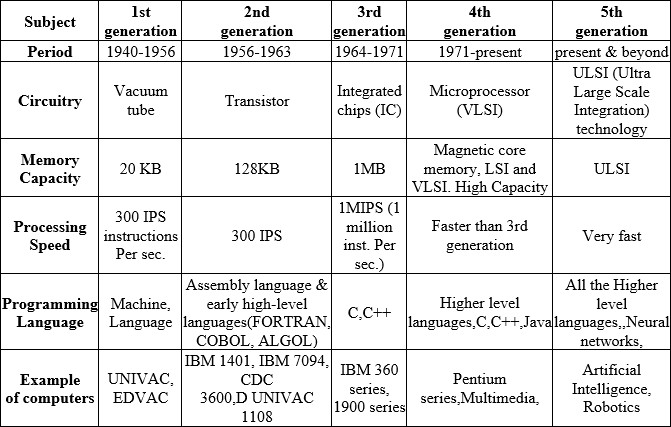 Subject
1st
generation
2nd
generation
3rd
generation
4th
generation
5th
generation
Period
1940-1956
1956-1963
1964-1971
1971-present
present & beyond
Circuitry
Vacuum
tube
Transistor
Integrated
chips (IC)
Microprocessor
(VLSI)
ULSI (Ultra
Large Scale
Integration)
technology
Memory
Capacity
20 KB
128KB
1MB
Magnetic core
memory, LSI and
VLSI. High Capacity
ULSI
Processing
Speed
300 IPS
instructions
Per sec.
300 IPS
1MIPS (1
million
inst. Per
sec.)
Faster than 3rd
generation
Very fast
Programming
Language
Machine,
Language
Assembly language &
early high-level
languages(FORTRAN,
COBOL, ALGOL)
C,C++
Higher level
languages,C,C++,Java
All the Higher
level
languages,,Neural
networks,
Example
of computers
UNIVAC,
EDVAC
IBM 1401, IBM 7094,
CDC
3600,D UNIVAC
1108
IBM 360
series,
1900 series
Pentium
series,Multimedia,
Artificial
Intelligence,
Robotics